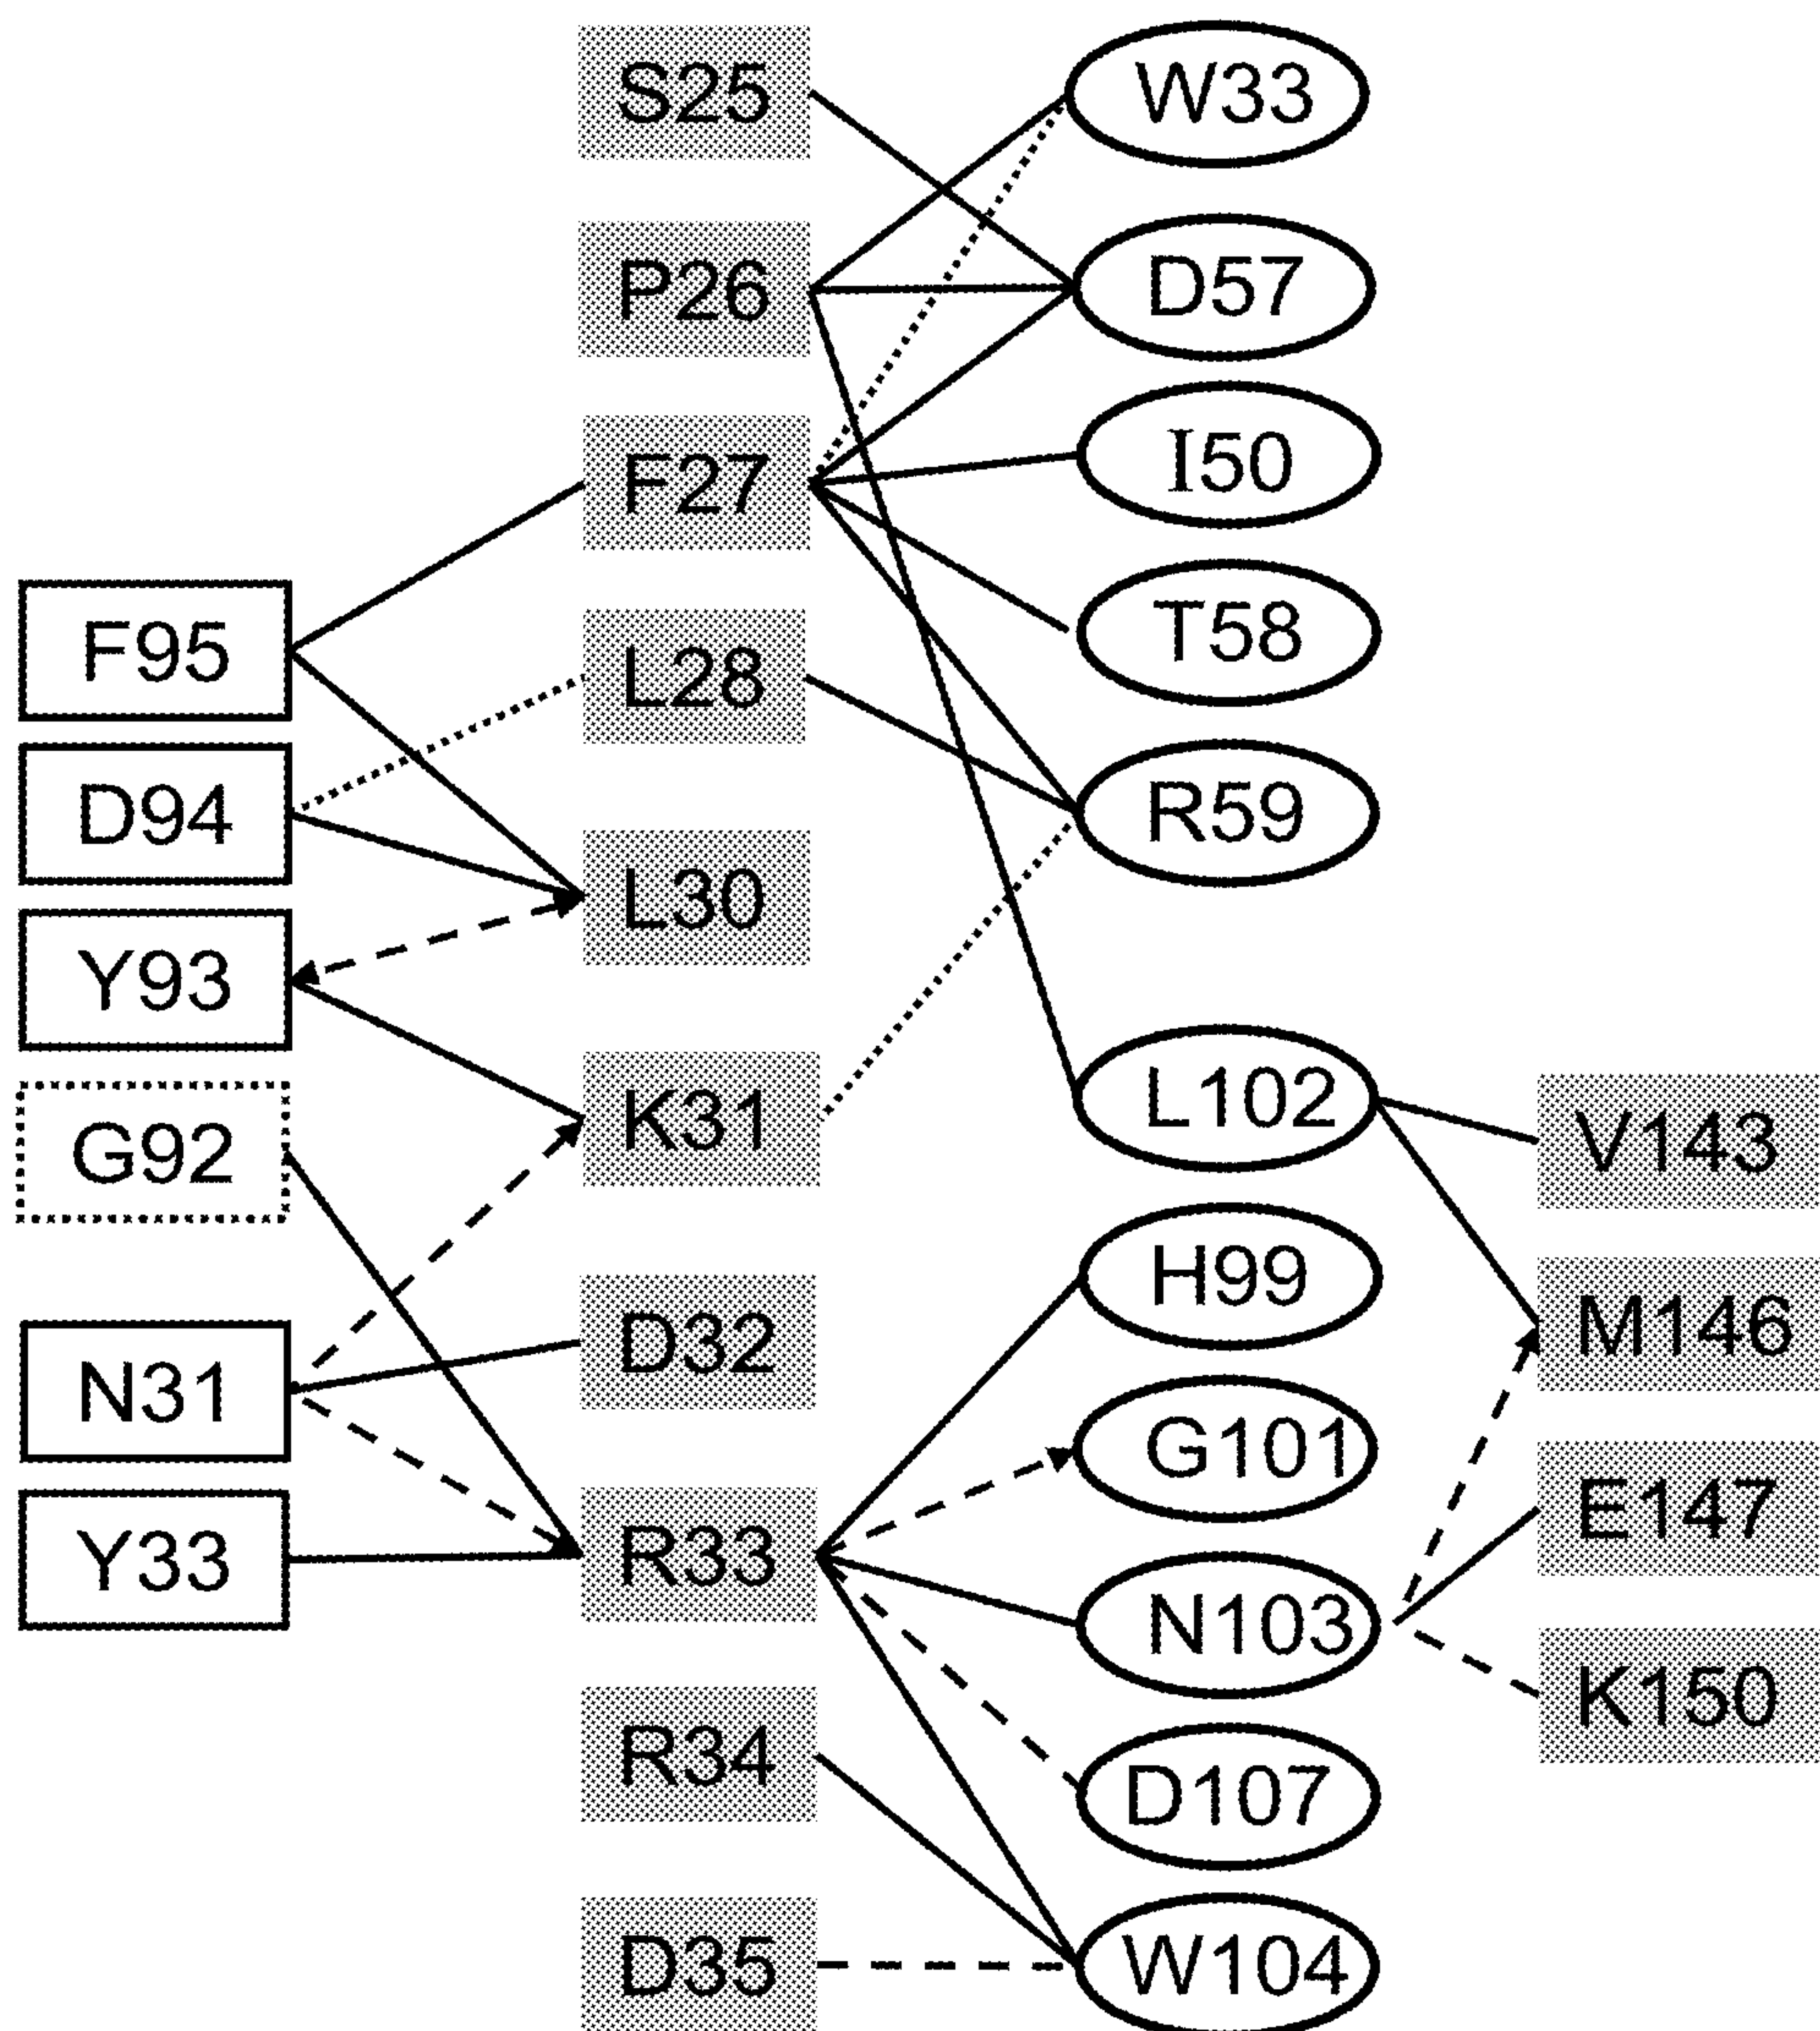 F95
D94
Y93
G92
N31
Y33
S25
P26
F27
L28
L30
K31
D32
R33
R34
D35
W33
D57
I50
T58
R59
L102
H99
G101
N103
D107
W104
V143
M146
E147
K150